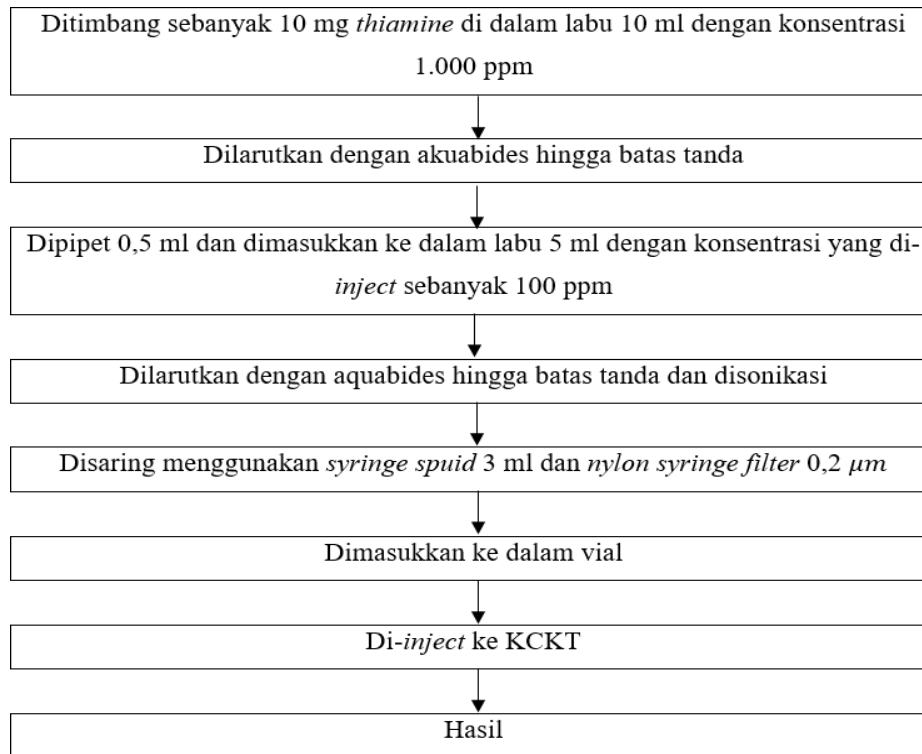 Ditimbang sebanyak 10 mg thiamine di dalam labu 10 ml dengan konsentrasi
1.000 ppm
Dilarutkan dengan akuabides hingga batas tanda
Dipipet 0,5 ml dan dimasukkan ke dalam labu 5 ml dengan konsentrasi yang di-
inject sebanyak 100 ppm
Dilarutkan dengan aquabides hingga batas tanda dan disonikasi
Disaring menggunakan syringe spuid 3 ml dan nylon syringe filter 0,2 μm
Dimasukkan ke dalam vial
Di-inject ke KCKT
Hasil